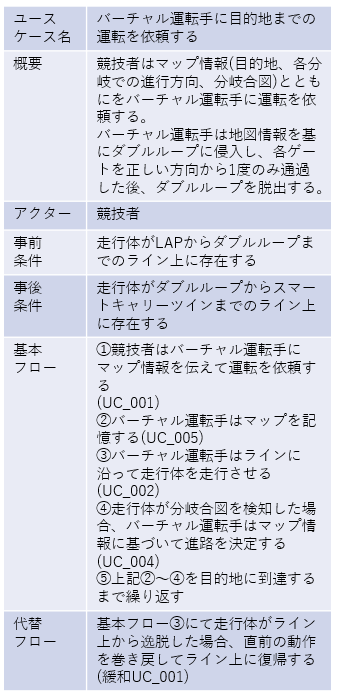 ユース
ケース名
バーチャル運転手に目的地までの
運転を依頼する
概要
競技者はマップ情報(目的地、各分
岐での進行方向、分岐合図)ととも
にをバーチャル運転手に運転を依
頼する。
バーチャル運転手は地図情報を基
にダブルループに侵入し、各ゲー
トを正しい方向から1度のみ通過
した後、ダブルループを脱出する。
アクター
競技者
事前
条件
走行体がLAPからダブルループま
でのライン上に存在する
事後
条件
走行体がダブルループからスマー
トキャリーツインまでのライン上
に存在する
基本
フロー
①競技者はバーチャル運転手に
マップ情報を伝えて運転を依頼す
る
(UC_001)
②バーチャル運転手はマップを記
憶する(UC_005)
③バーチャル運転手はラインに
沿って走行体を走行させる
(UC_002)
④走行体が分岐合図を検知した場
合、バーチャル運転手はマップ情
報に基づいて進路を決定する
(UC_004)
⑤上記②～④を目的地に到達する
まで繰り返す
代替
フロー
基本フロー③にて走行体がライン
上から逸脱した場合、直前の動作
を巻き戻してライン上に復帰する
(緩和UC_001)